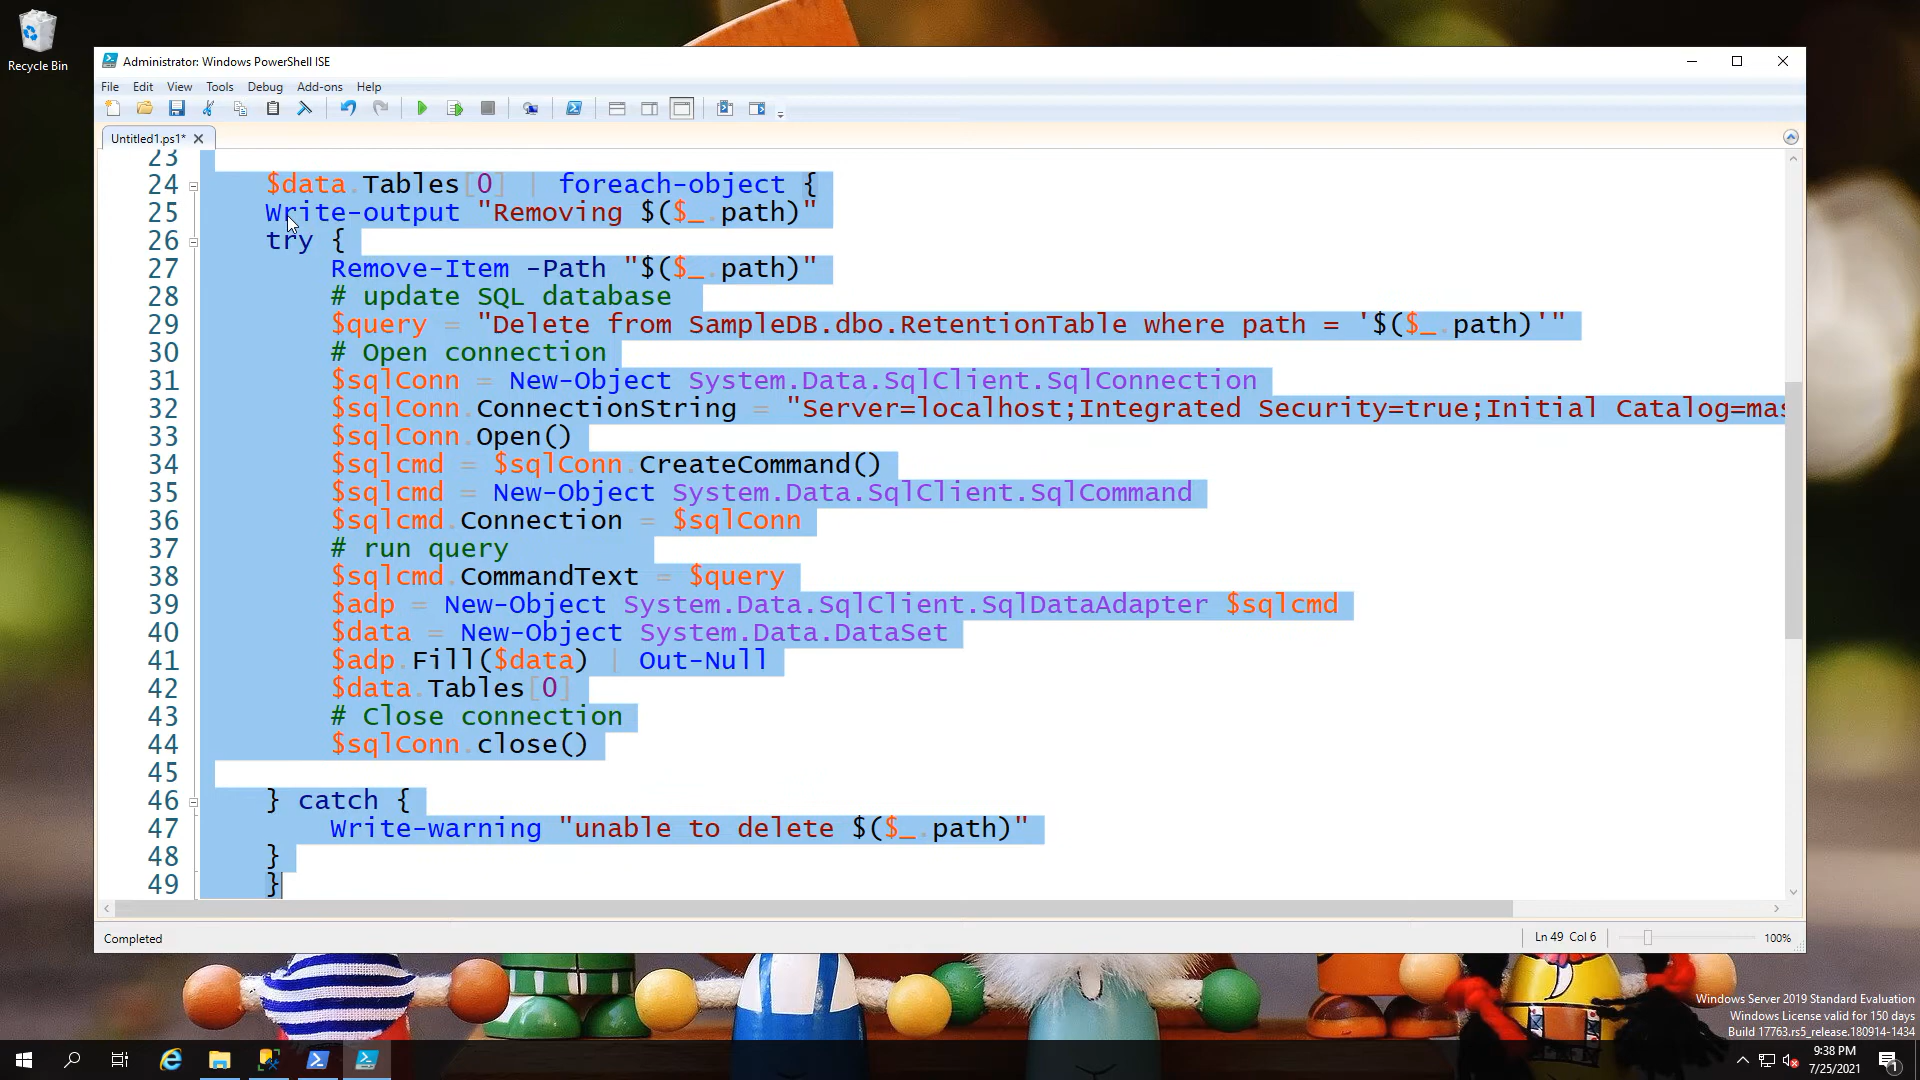 Recycle Bin
Administrator: Windows PowerShell ISE
File Edit View Tools Debug Add-ons Help
Untitled1.ps1*
23
24 $data.Tables[0] | foreach-object {
25 Write-output "Removing $($_.path)"
26 try {
27 Remove-Item -Path "$($_.path)"
28 # update SQL database
29 $query = "Delete from SampleDB.dbo.RetentionTable where path = '$($_.path)'"
30 # Open connection
31 $sqlConn = New-Object System.Data.SqlClient.SqlConnection
32 $sqlConn.ConnectionString = "Server=localhost;Integrated Security=true;Initial Catalog=mas
33 $sqlConn.Open()
34 $sqlcmd = $sqlConn.CreateCommand()
35 $sqlcmd = New-Object System.Data.SqlClient.SqlCommand
36 $sqlcmd.Connection = $sqlConn
37 # run query
38 $sqlcmd.CommandText = $query
39 $adp = New-Object System.Data.SqlClient.SqlDataAdapter $sqlcmd
40 $data = New-Object System.Data.DataSet
41 $adp.Fill($data) | Out-Null
42 $data.Tables[0]
43 # Close connection
44 $sqlConn.close()
45
46 } catch {
47 Write-warning "unable to delete $($_.path)"
48 }
49 }
Completed
Ln 49 Col 6
100%
Windows Server 2019 Standard Evaluation
Windows License valid for 150 days
Build 17763.rs5_release.180914-1434
9:38 PM
7/25/2021
1